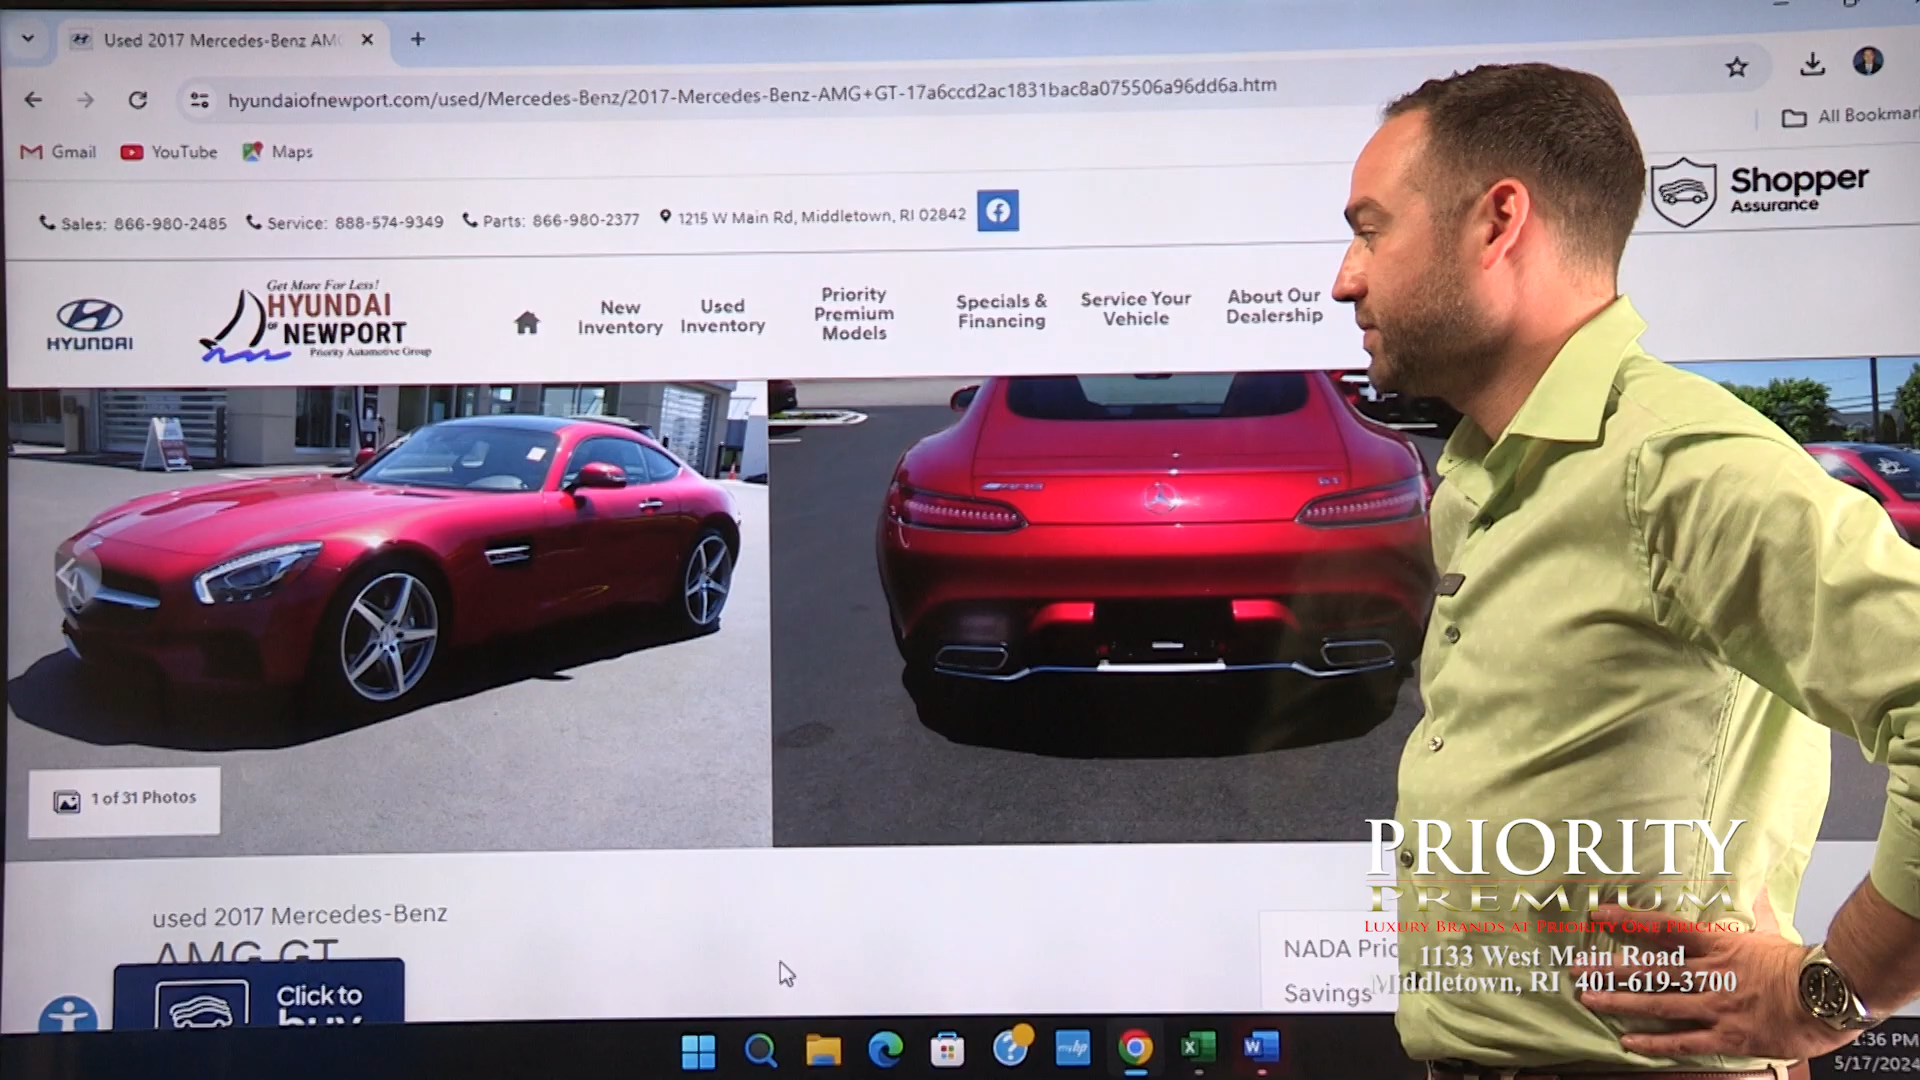 Used 2017 Mercedes-Benz AM
hyundaiofnewport.com/used/Mercedes-Benz/2017-Mercedes-Benz-AMG+GT-17a6ccd2ac1831bac8a075506a96dd6a.htm
All Bookmar
Gmail
YouTube
Maps
Shopper
Assurance
Sales: 866-980-2485
Service: 888-574-9349
Parts: 866-980-2377
1215 W Main Rd, Middletown, RI 02842
HYUNDAI
Get More For Less!
HYUNDAI
OF NEWPORT
Priority Automotive Group
New
Inventory
Used
Inventory
Priority
Premium
Models
Specials &
Financing
Service Your
Vehicle
About Our
Dealership
1 of 31 Photos
used 2017 Mercedes-Benz
AMG GT
Click to
buy
NADA Pric
Savings
PRIORITY
PREMIUM
LUXURY BRANDS AT PRIORITY ONE PRICING
1133 West Main Road
Middletown, RI 401-619-3700
myhp
1:36 PM
5/17/2024